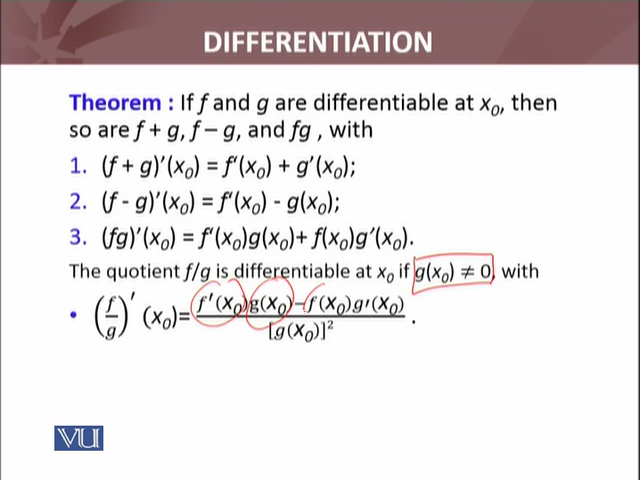 DIFFERENTIATION
Theorem : If f and g are differentiable at x₀, then
so are f + g, f – g, and fg , with
1. (f + g)′(x₀) = f′(x₀) + g′(x₀);
2. (f - g)′(x₀) = f′(x₀) - g(x₀);
3. (fg)′(x₀) = f′(x₀)g(x₀)+ f(x₀)g′(x₀).
The quotient f/g is differentiable at x₀ if g(x₀) ≠ 0, with
• (f/g)′ (x₀)= f′(x₀)g(x₀)−f(x₀)g′(x₀) / [g(x₀)]² .
VU